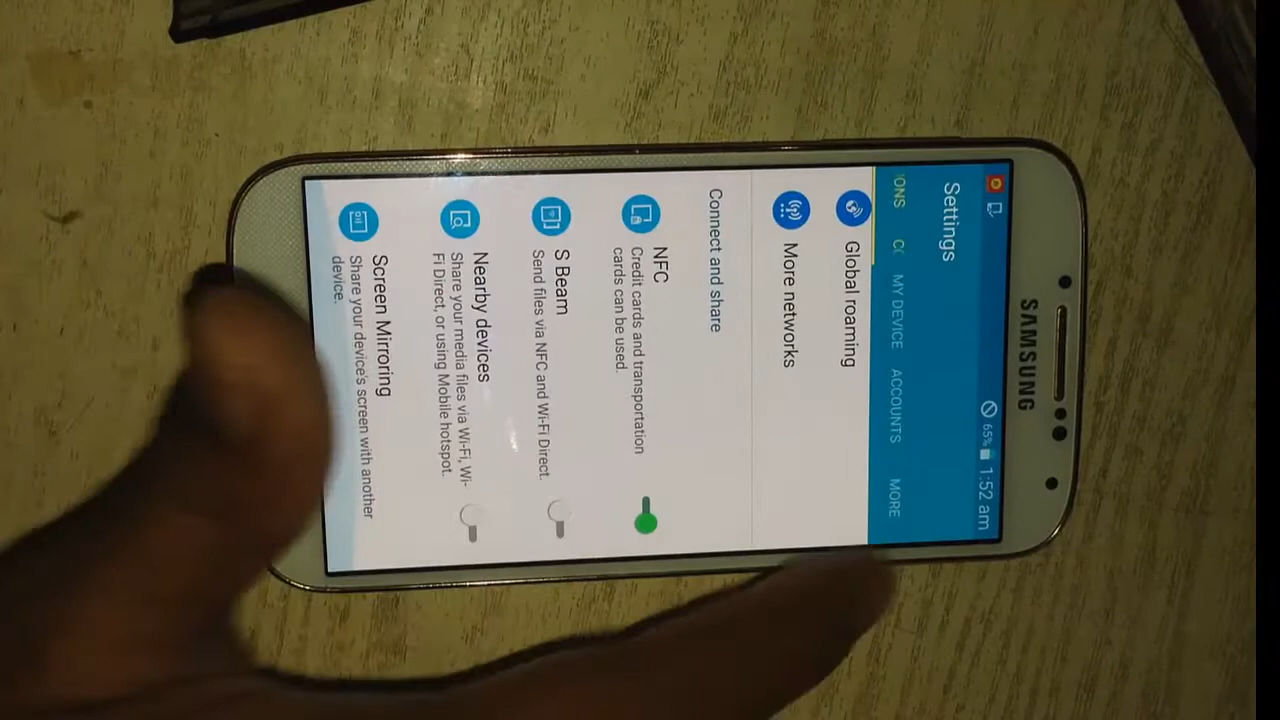 SAMSUNG
65% 1:52 am
Settings
IONS
MY DEVICE
ACCOUNTS
MORE
Global roaming
More networks
Connect and share
NFC
Credit cards and transportation
cards can be used.
S Beam
Send files via NFC and Wi-Fi Direct.
Nearby devices
Share your media files via Wi-Fi, Wi-
Fi Direct, or using Mobile hotspot.
Screen Mirroring
Share your device's screen with another
device.